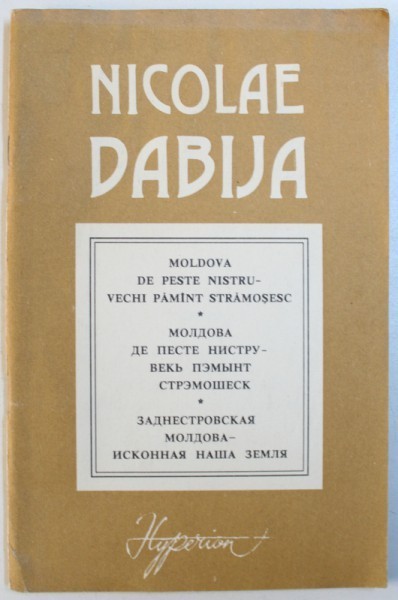 NICOLAE
DABIJA
MOLDOVA
DE PESTE NISTRU-
VECHI PĂMÎNT STRĂMOȘESC
*
МОЛДОВА
ДЕ ПЕСТЕ НИСТРУ-
ВЕКЬ ПЭМЫНТ
СТРЭМОШЕСК
*
ЗАДНЕСТРОВСКАЯ
МОЛДОВА-
ИСКОННАЯ НАША ЗЕМЛЯ
Hyperion